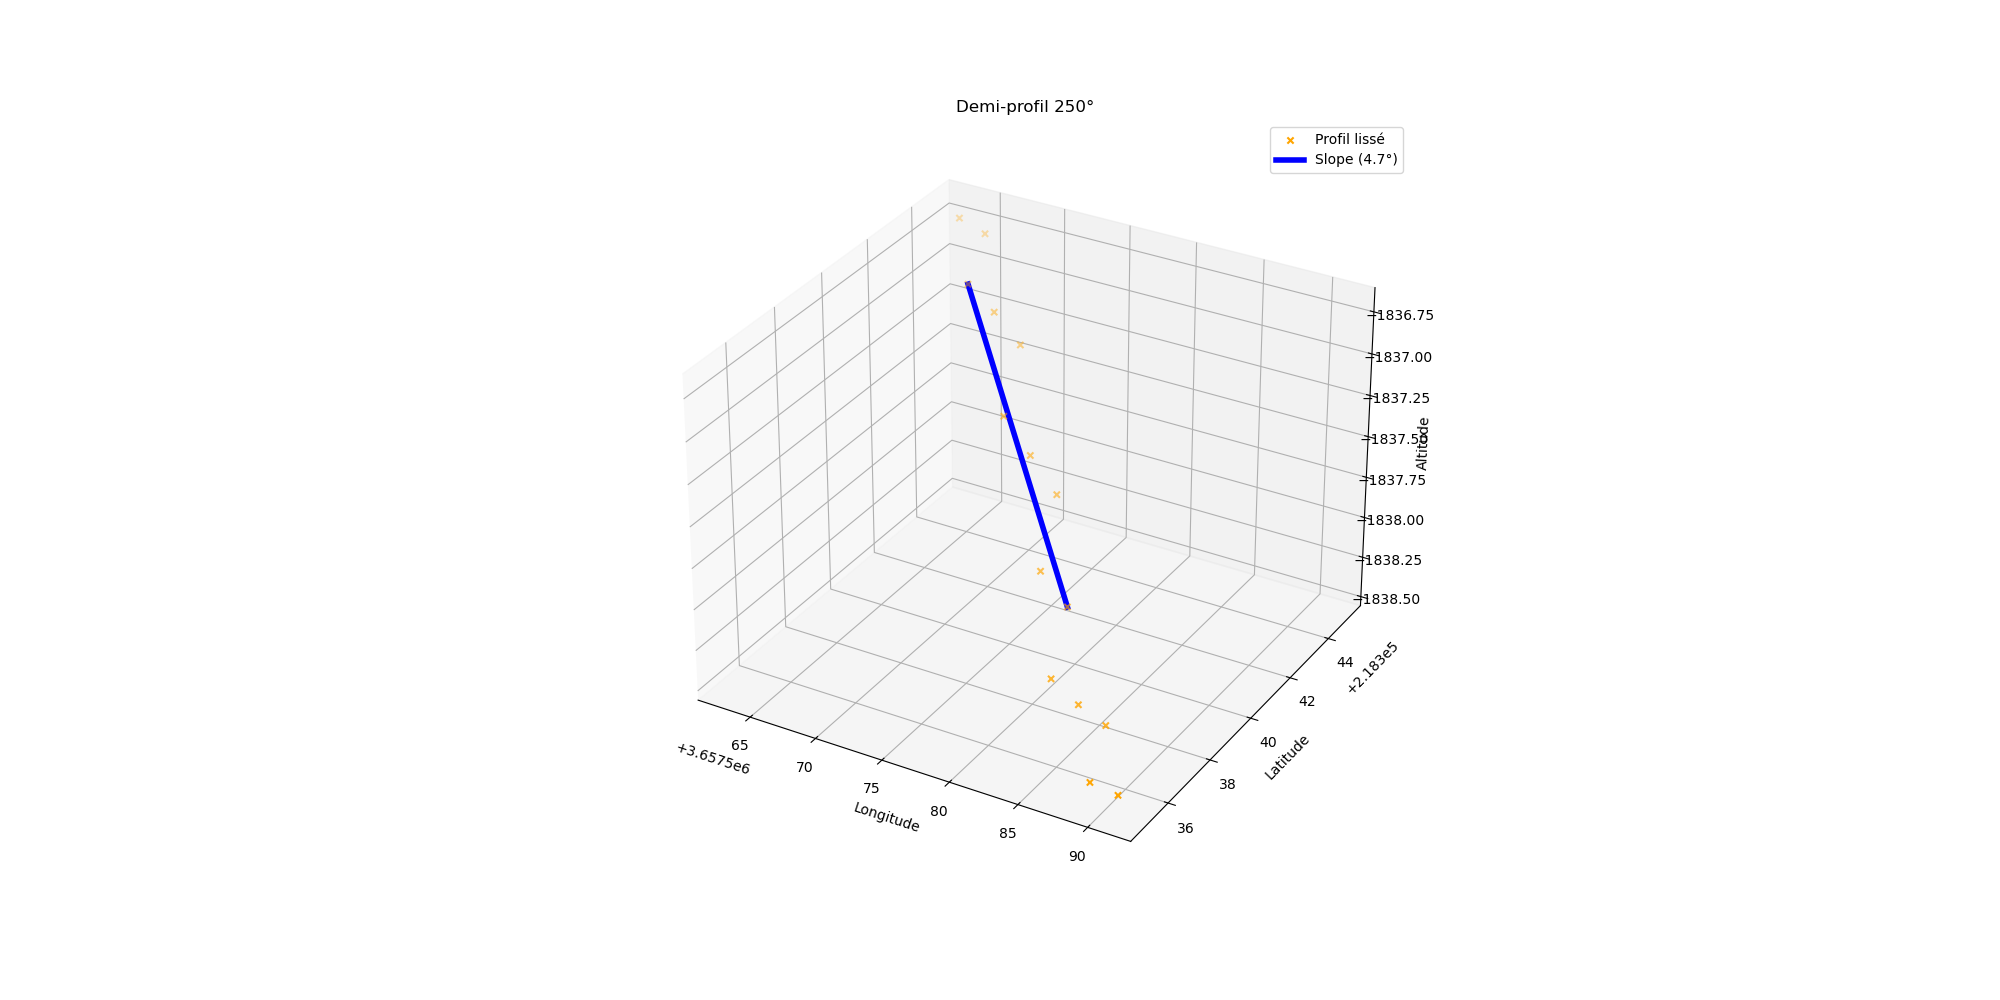 Demi-profil 250°
Profil lissé
Slope (4.7°)
−1836.75
−1837.00
−1837.25
−1837.50
−1837.75
−1838.00
−1838.25
−1838.50
Altitude
44
42
40
38
36
+2.183e5
Latitude
65
70
75
80
85
90
+3.6575e6
Longitude